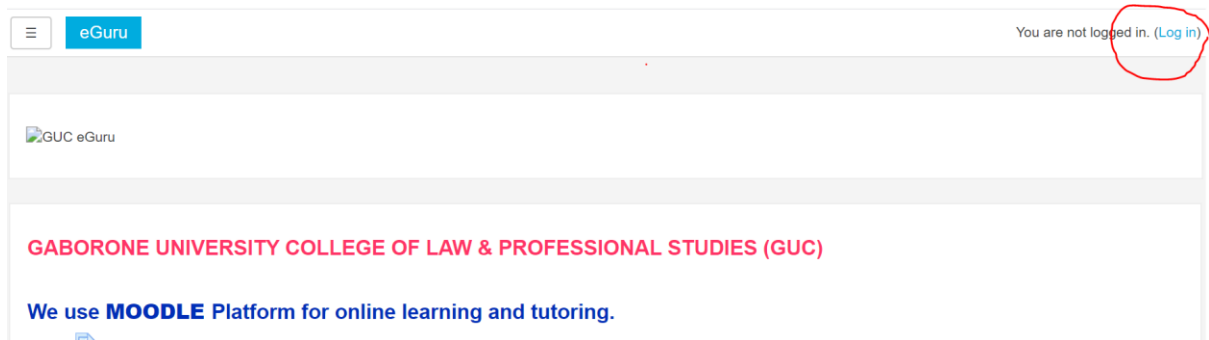 ☰ eGuru You are not logged in. (Log in)
GUC eGuru
GABORONE UNIVERSITY COLLEGE OF LAW & PROFESSIONAL STUDIES (GUC)
We use MOODLE Platform for online learning and tutoring.